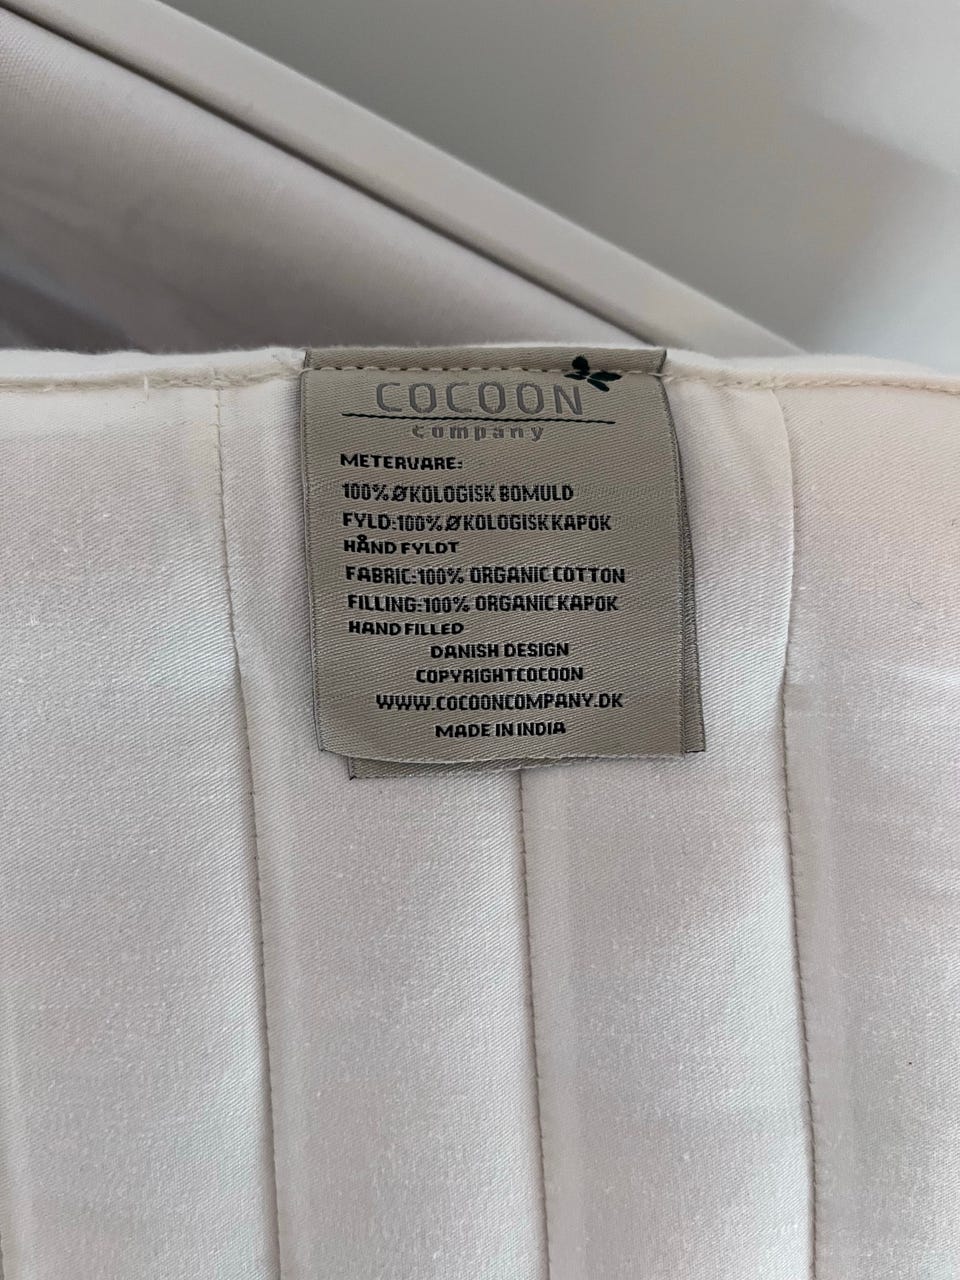 COCOON
company
METERVARE:
100% ØKOLOGISK BOMULD
FYLD:100% ØKOLOGISK KAPOK
HÅND FYLDT
FABRIC:100% ORGANIC COTTON
FILLING:100% ORGANIC KAPOK
HAND FILLED
DANISH DESIGN
COPYRIGHTCOCOON
WWW.COCOONCOMPANY.DK
MADE IN INDIA